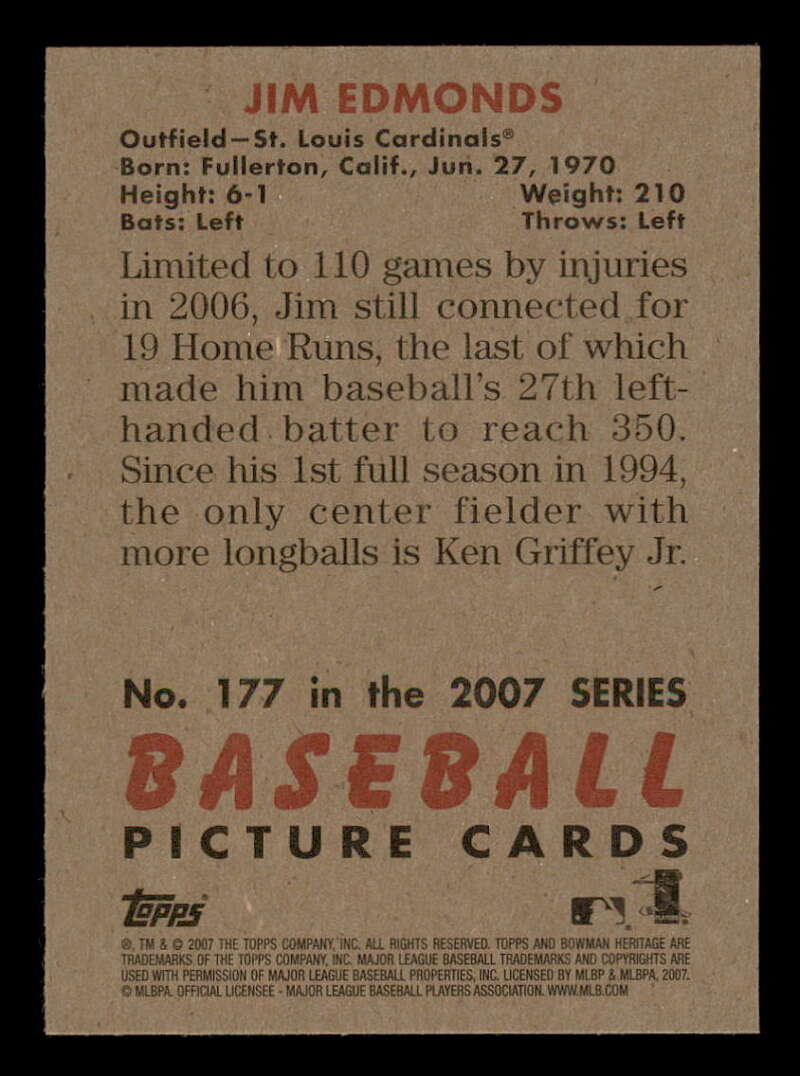 JIM EDMONDS
Outfield—St. Louis Cardinals®
Born: Fullerton, Calif., Jun. 27, 1970
Height: 6-1 Weight: 210
Bats: Left Throws: Left
Limited to 110 games by injuries
in 2006, Jim still connected for
19 Home Runs, the last of which
made him baseball's 27th left-
handed batter to reach 350.
Since his 1st full season in 1994,
the only center fielder with
more longballs is Ken Griffey Jr.
No. 177 in the 2007 SERIES
BASEBALL
PICTURE CARDS
topps
®, TM & © 2007 THE TOPPS COMPANY, INC. ALL RIGHTS RESERVED. TOPPS AND BOWMAN HERITAGE ARE
TRADEMARKS OF THE TOPPS COMPANY, INC. MAJOR LEAGUE BASEBALL TRADEMARKS AND COPYRIGHTS ARE
USED WITH PERMISSION OF MAJOR LEAGUE BASEBALL PROPERTIES, INC. LICENSED BY MLBP & MLBPA, 2007.
© MLBPA. OFFICIAL LICENSEE - MAJOR LEAGUE BASEBALL PLAYERS ASSOCIATION. WWW.MLB.COM